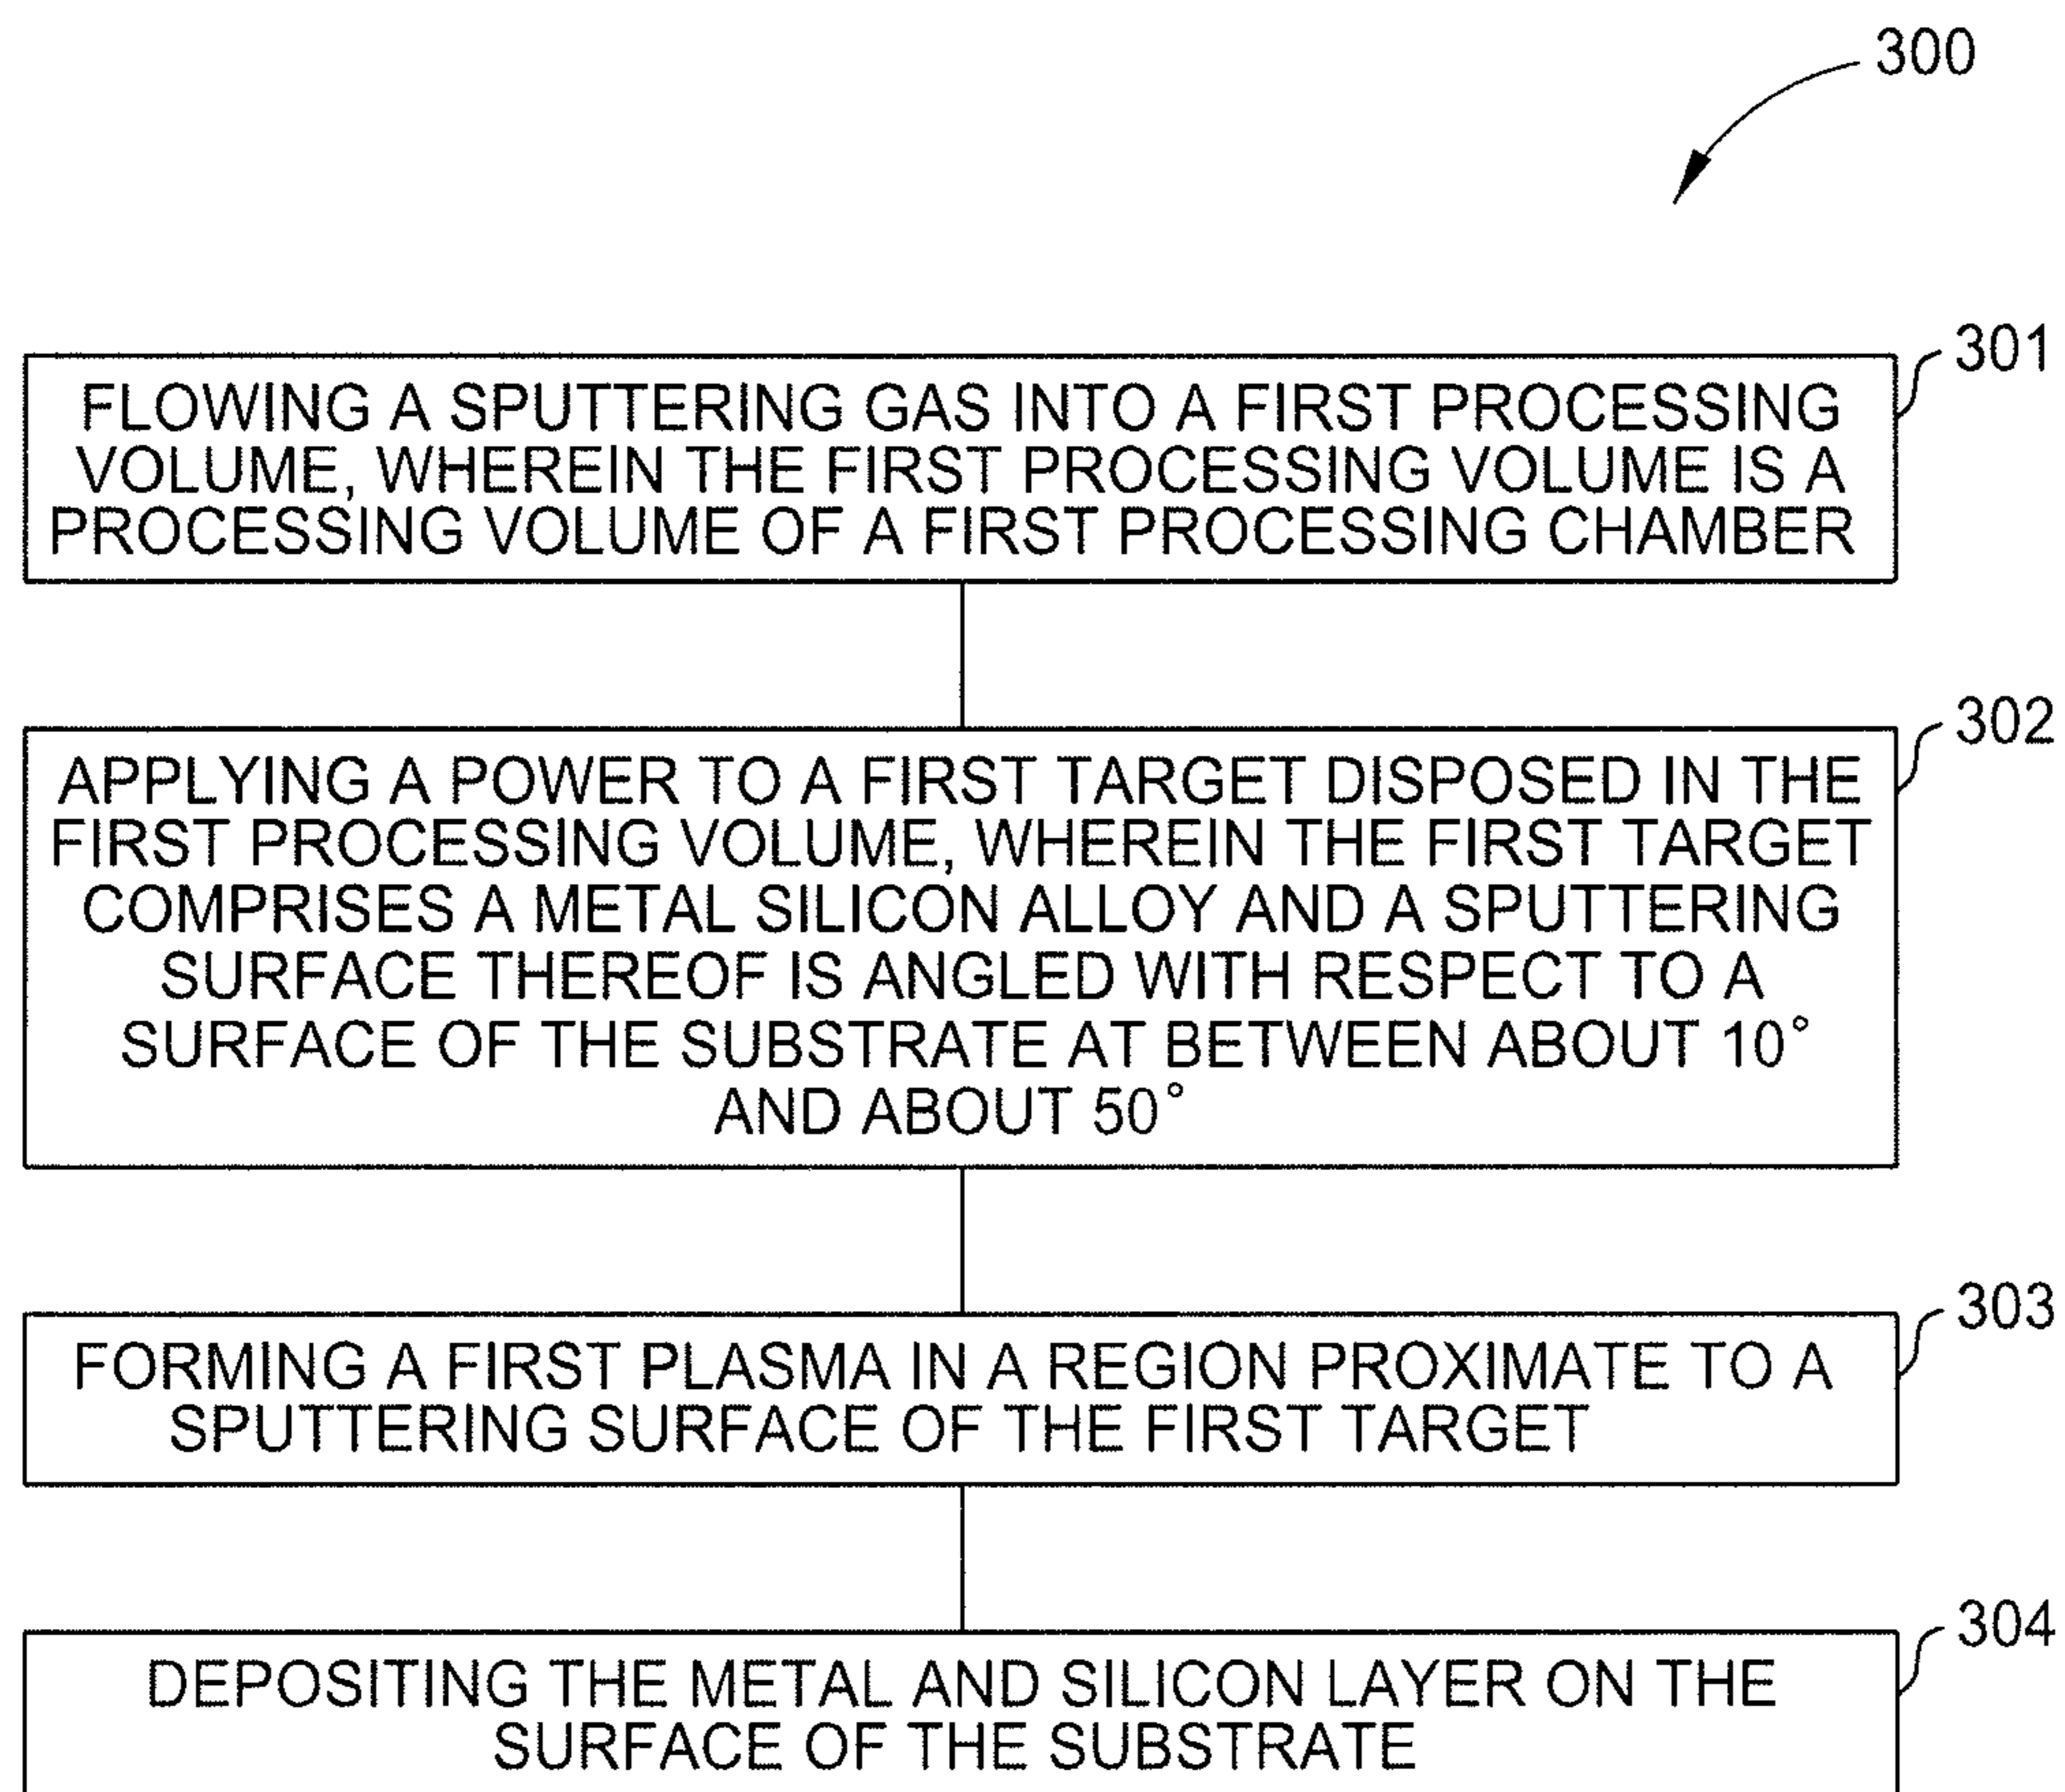 300
301
FLOWING A SPUTTERING GAS INTO A FIRST PROCESSING
VOLUME, WHEREIN THE FIRST PROCESSING VOLUME IS A
PROCESSING VOLUME OF A FIRST PROCESSING CHAMBER
302
APPLYING A POWER TO A FIRST TARGET DISPOSED IN THE
FIRST PROCESSING VOLUME, WHEREIN THE FIRST TARGET
COMPRISES A METAL SILICON ALLOY AND A SPUTTERING
SURFACE THEREOF IS ANGLED WITH RESPECT TO A
SURFACE OF THE SUBSTRATE AT BETWEEN ABOUT 10°
AND ABOUT 50°
303
FORMING A FIRST PLASMA IN A REGION PROXIMATE TO A
SPUTTERING SURFACE OF THE FIRST TARGET
304
DEPOSITING THE METAL AND SILICON LAYER ON THE
SURFACE OF THE SUBSTRATE